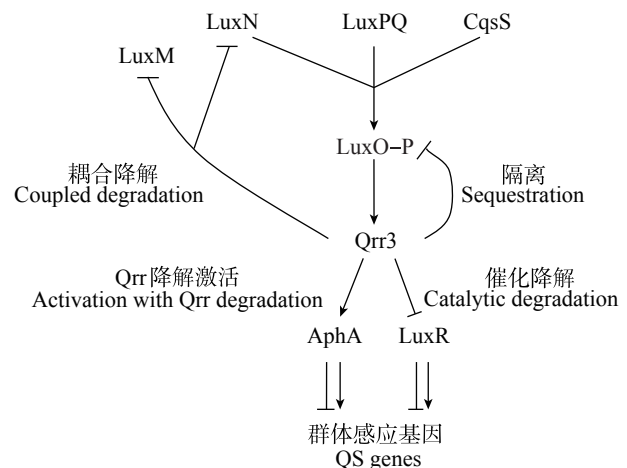 LuxN
LuxPQ
CqsS
LuxM
LuxO–P
耦合降解
Coupled degradation
隔离
Sequestration
Qrr3
Qrr降解激活
Activation with Qrr degradation
催化降解
Catalytic degradation
AphA
LuxR
群体感应基因
QS genes